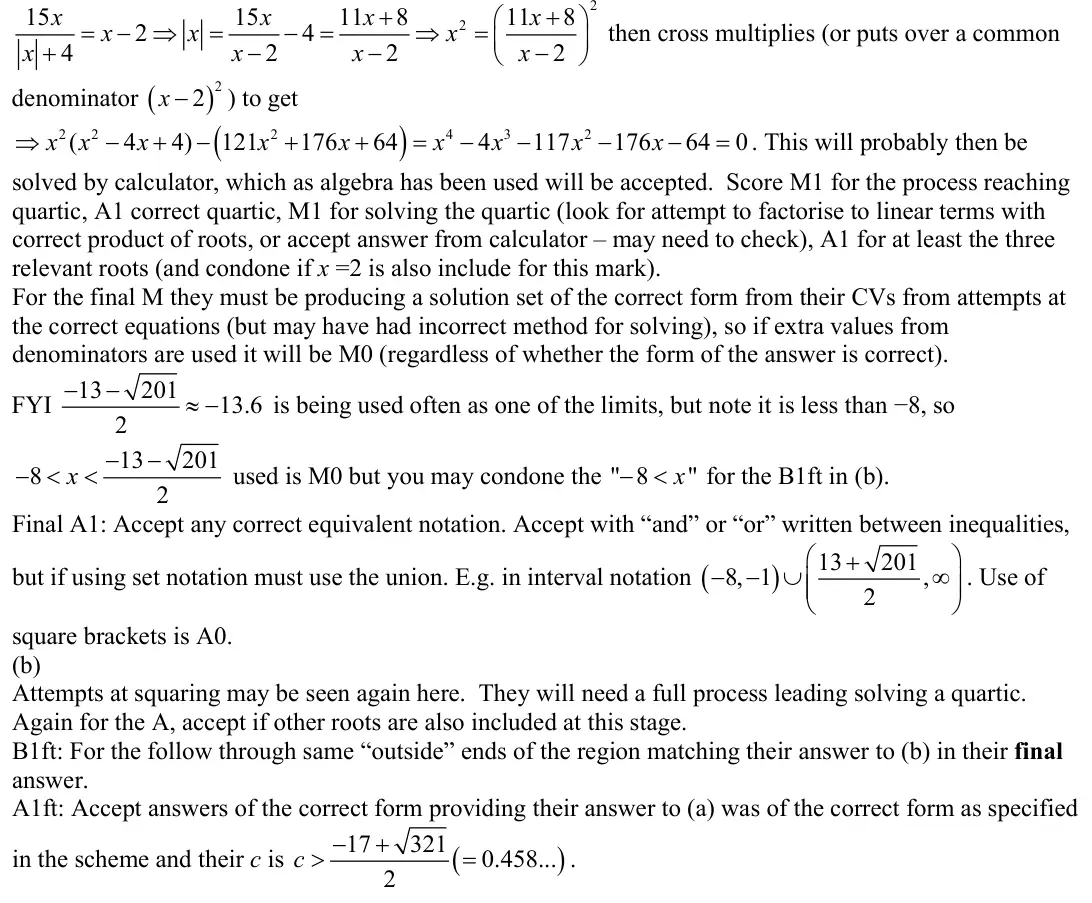 15x/(|x|+4) = x−2 ⇒ |x| = 15x/(x−2) − 4 = (11x+8)/(x−2) ⇒ x² = ((11x+8)/(x−2))² then cross multiplies (or puts over a common
denominator (x−2)² ) to get
⇒ x²(x² − 4x + 4) − (121x² + 176x + 64) = x⁴ − 4x³ − 117x² − 176x − 64 = 0. This will probably then be
solved by calculator, which as algebra has been used will be accepted. Score M1 for the process reaching
quartic, A1 correct quartic, M1 for solving the quartic (look for attempt to factorise to linear terms with
correct product of roots, or accept answer from calculator – may need to check), A1 for at least the three
relevant roots (and condone if x =2 is also include for this mark).
For the final M they must be producing a solution set of the correct form from their CVs from attempts at
the correct equations (but may have had incorrect method for solving), so if extra values from
denominators are used it will be M0 (regardless of whether the form of the answer is correct).
FYI (−13−√201)/2 ≈ −13.6 is being used often as one of the limits, but note it is less than −8, so
−8 < x < (−13−√201)/2 used is M0 but you may condone the "−8 < x" for the B1ft in (b).
Final A1: Accept any correct equivalent notation. Accept with “and” or “or” written between inequalities,
but if using set notation must use the union. E.g. in interval notation (−8,−1)∪((13+√201)/2, ∞). Use of
square brackets is A0.
(b)
Attempts at squaring may be seen again here. They will need a full process leading solving a quartic.
Again for the A, accept if other roots are also included at this stage.
B1ft: For the follow through same “outside” ends of the region matching their answer to (b) in their final
answer.
A1ft: Accept answers of the correct form providing their answer to (a) was of the correct form as specified
in the scheme and their c is c > (−17+√321)/2 (= 0.458...).